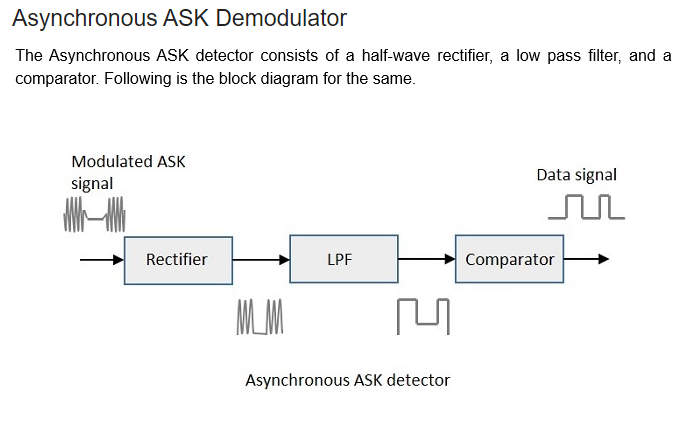 Asynchronous ASK Demodulator
The Asynchronous ASK detector consists of a half-wave rectifier, a low pass filter, and a
comparator. Following is the block diagram for the same.
Modulated ASK
signal
Data signal
Rectifier
LPF
Comparator
Asynchronous ASK detector